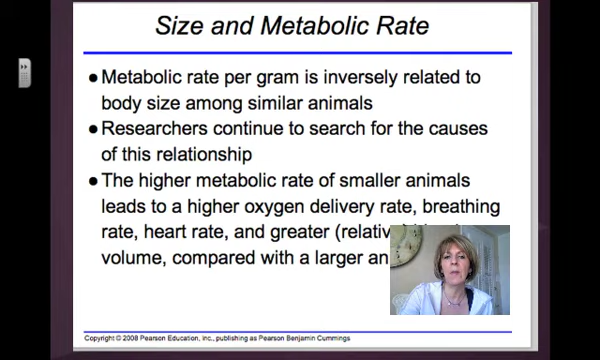 Size and Metabolic Rate
● Metabolic rate per gram is inversely related to
body size among similar animals
● Researchers continue to search for the causes
of this relationship
● The higher metabolic rate of smaller animals
leads to a higher oxygen delivery rate, breathing
rate, heart rate, and greater
volume, compared with a larger
Copyright © 2008 Pearson Education, Inc., publishing as Pearson Benjamin Cummings